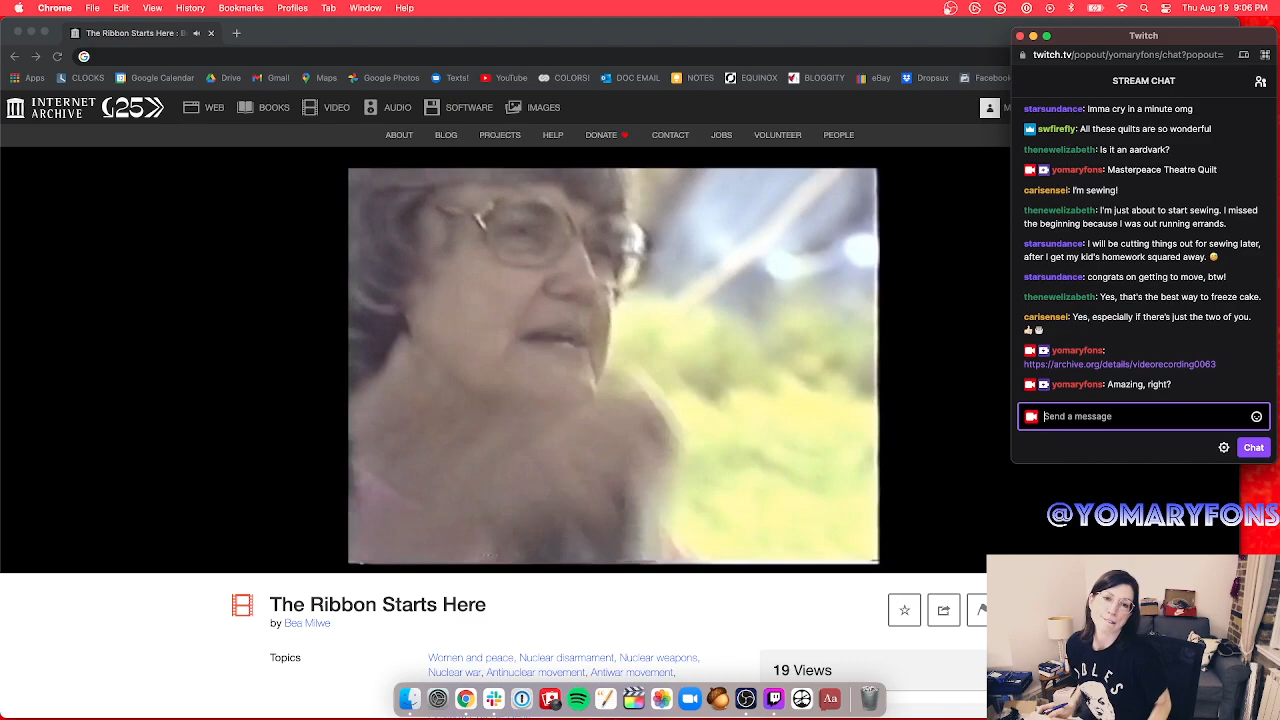 Chrome File Edit View History Bookmarks Profiles Tab Window Help Thu Aug 19 9:06 PM
The Ribbon Starts Here : B
Apps CLOCKS Google Calendar Drive Gmail Maps Google Photos Texts! YouTube COLORS! DOC EMAIL NOTES EQUINOX BLOGGITY eBay Dropsux Facebook
INTERNET ARCHIVE 25 WEB BOOKS VIDEO AUDIO SOFTWARE IMAGES M
ABOUT BLOG PROJECTS HELP DONATE CONTACT JOBS VOLUNTEER PEOPLE
Twitch
twitch.tv/popout/yomaryfons/chat?popout=
STREAM CHAT
starsundance: Imma cry in a minute omg
swfirefly: All these quilts are so wonderful
thenewelizabeth: Is it an aardvark?
yomaryfons: Masterpeace Theatre Quilt
carisensei: I'm sewing!
thenewelizabeth: I'm just about to start sewing. I missed
the beginning because I was out running errands.
starsundance: I will be cutting things out for sewing later,
after I get my kid's homework squared away.
starsundance: congrats on getting to move, btw!
thenewelizabeth: Yes, that's the best way to freeze cake.
carisensei: Yes, especially if there's just the two of you.
yomaryfons:
https://archive.org/details/videorecording0063
yomaryfons: Amazing, right?
Send a message
Chat
@YOMARYFONS
The Ribbon Starts Here
by Bea Milwe
Topics
Women and peace, Nuclear disarmament, Nuclear weapons,
Nuclear war, Antinuclear movement, Antiwar movement,
19 Views
Aa